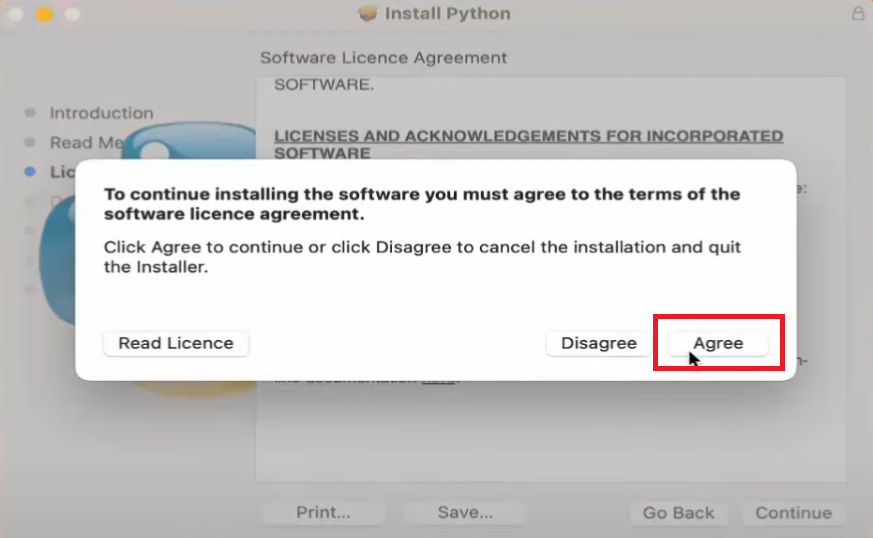 Install Python
Software Licence Agreement
SOFTWARE.
Introduction
Read Me
LICENSES AND ACKNOWLEDGEMENTS FOR INCORPORATED
SOFTWARE
Lic
To continue installing the software you must agree to the terms of the
software licence agreement.
Click Agree to continue or click Disagree to cancel the installation and quit
the Installer.
Read Licence Disagree Agree
Print... Save... Go Back Continue